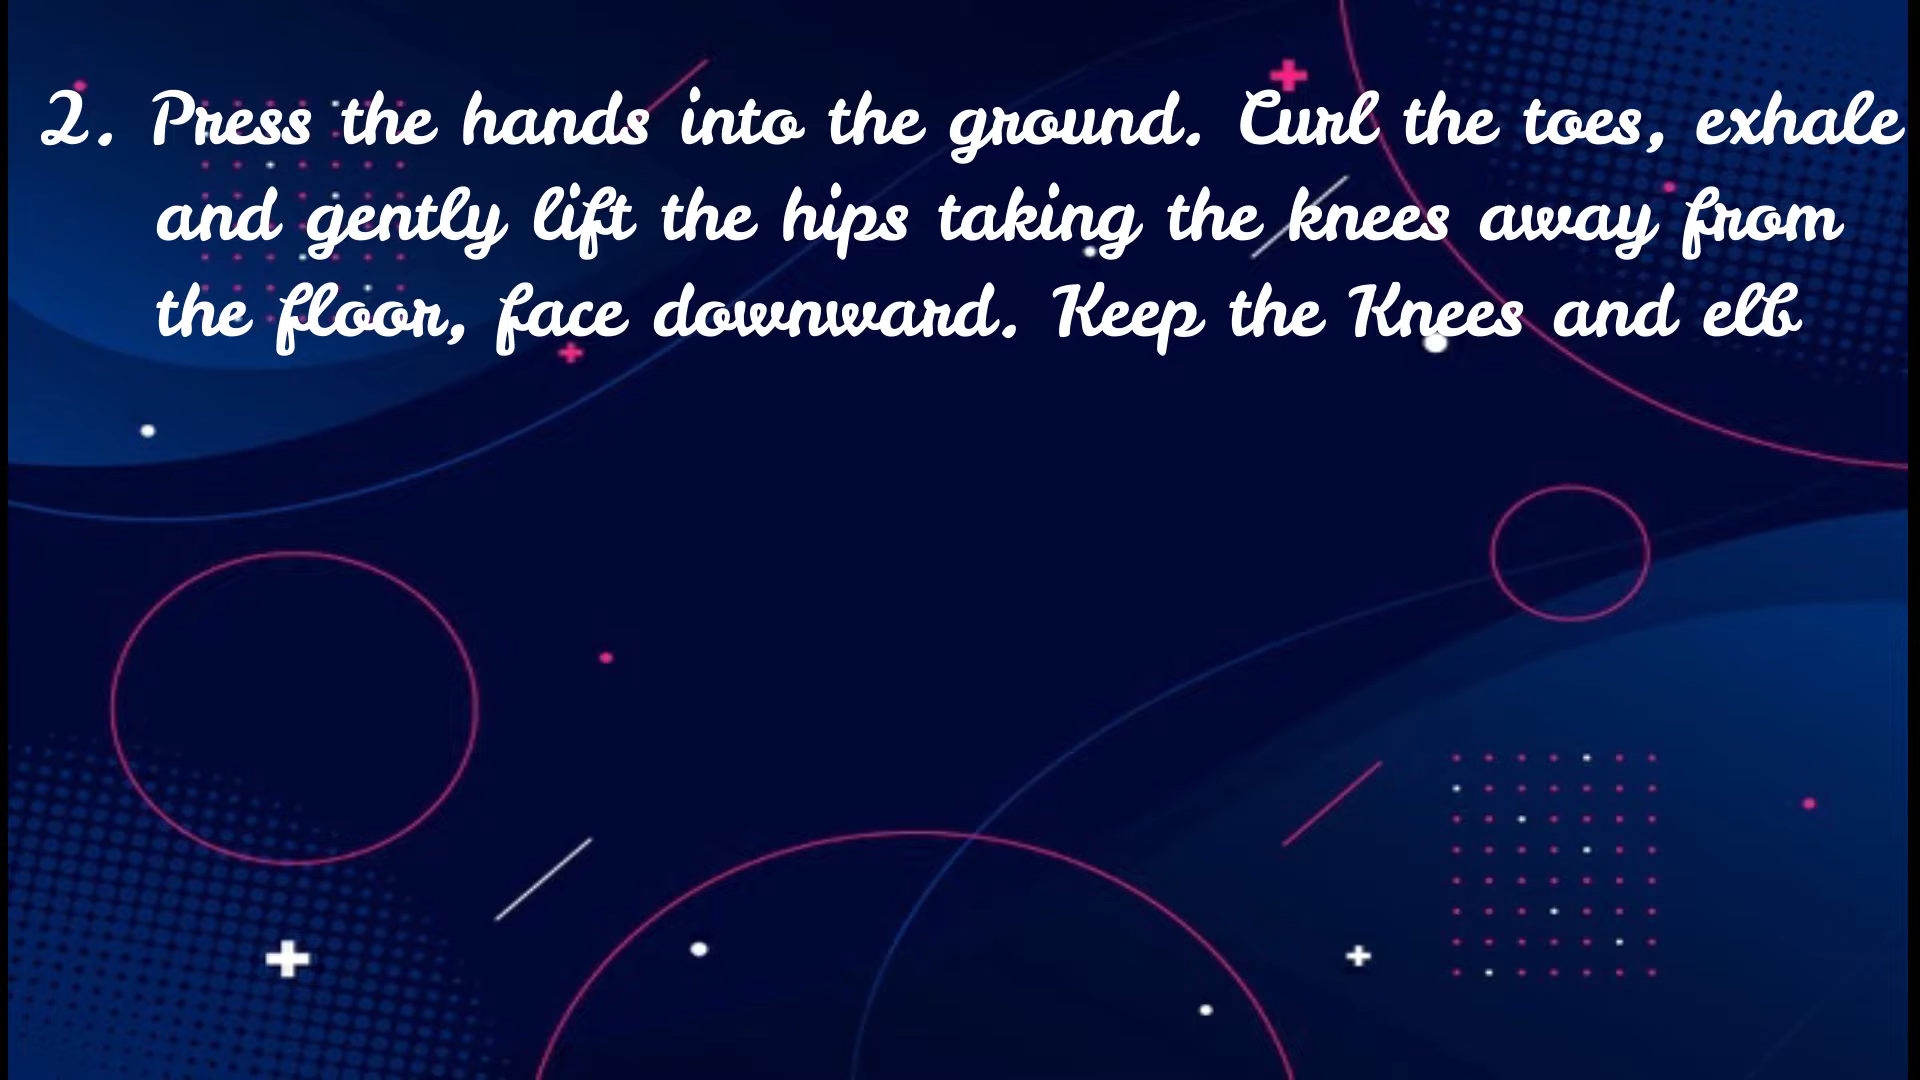 2. Press the hands into the ground. Curl the toes, exhale
and gently lift the hips taking the knees away from
the floor, face downward. Keep the Knees and elb